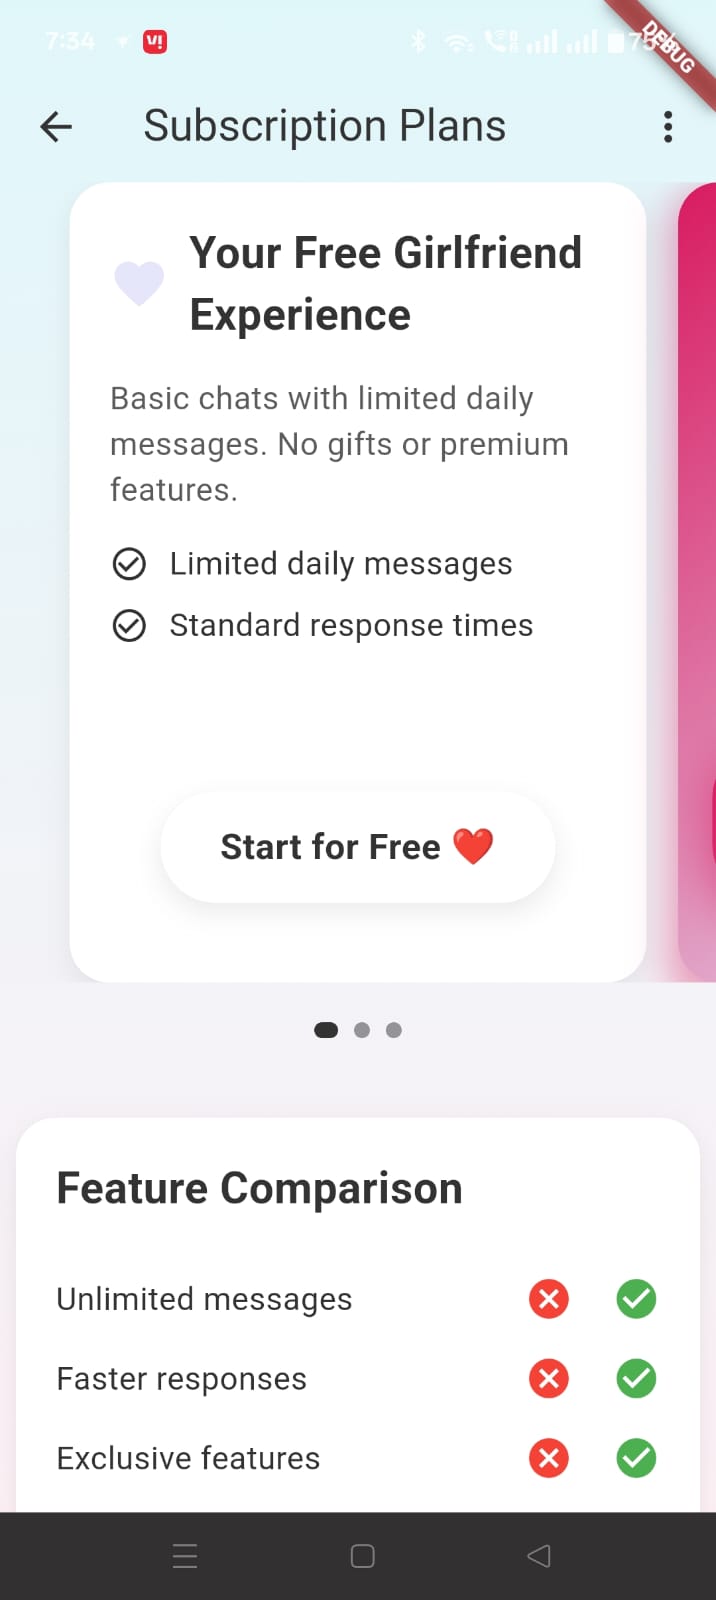 7:34
VI
75%
DEBUG
Subscription Plans
Your Free Girlfriend
Experience
Basic chats with limited daily
messages. No gifts or premium
features.
Limited daily messages
Standard response times
Start for Free ❤️
Feature Comparison
Unlimited messages
Faster responses
Exclusive features